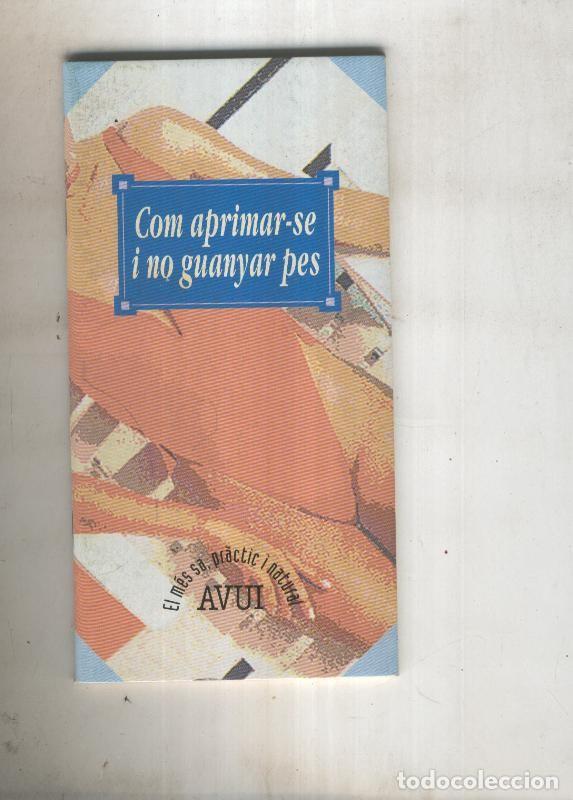 Com aprimar-se
i no guanyar pes
El més sa, pràctic i natural
AVUI
todocoleccion